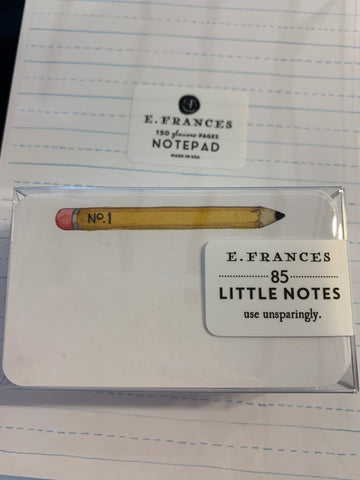 E. FRANCES
150 glorious PAGES
NOTEPAD
MADE IN USA
No. 1
E. FRANCES
85
LITTLE NOTES
use unsparingly.